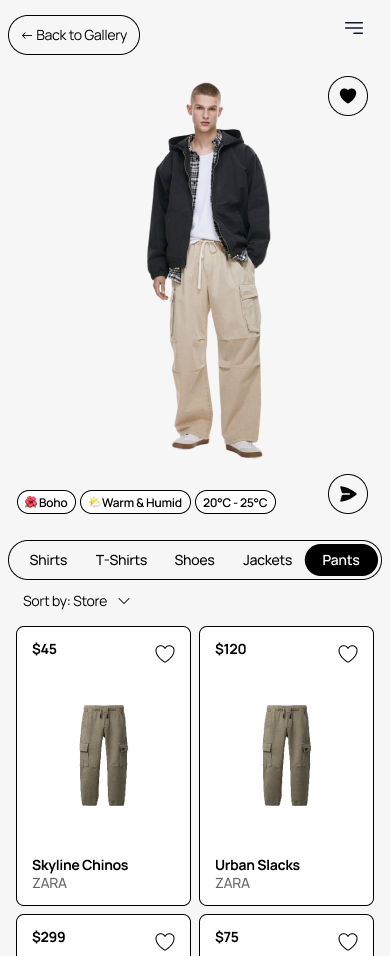 ← Back to Gallery
🌺 Boho
🌤️ Warm & Humid
20°C - 25°C
Shirts
T-Shirts
Shoes
Jackets
Pants
Sort by: Store
$45
$120
Skyline Chinos
ZARA
Urban Slacks
ZARA
$299
$75